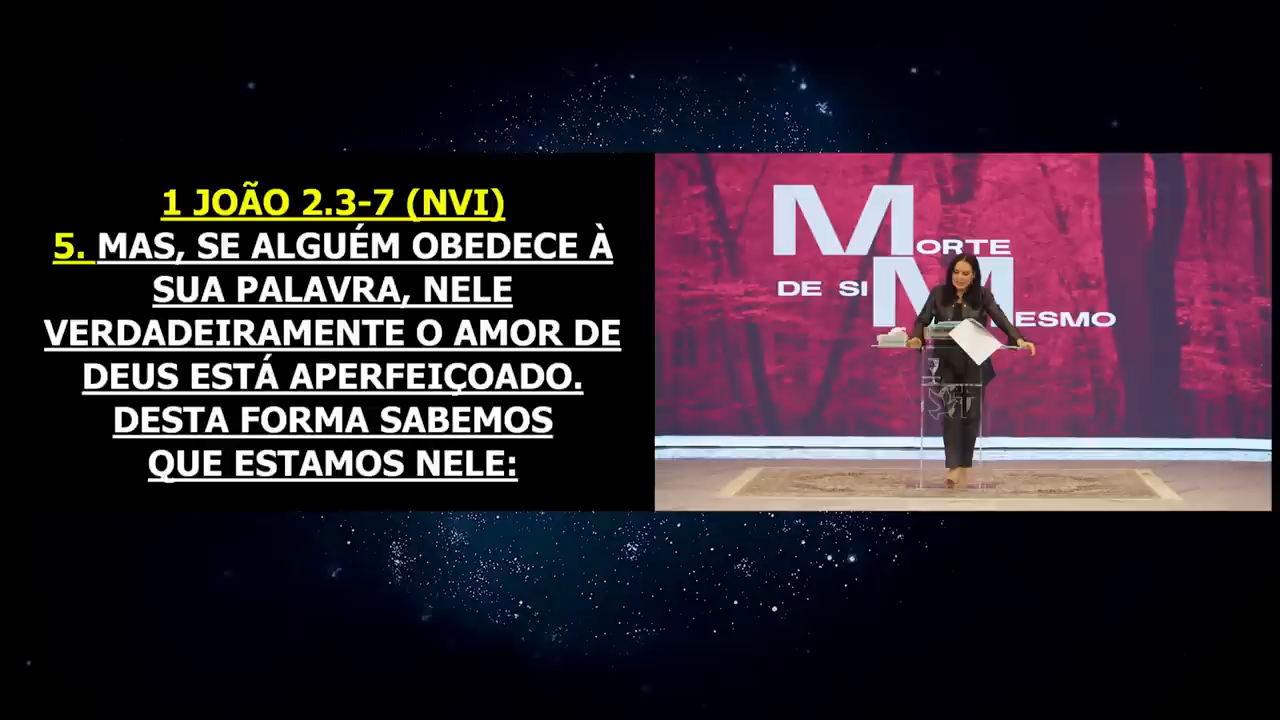 1 JOÃO 2.3-7 (NVI)
5. MAS, SE ALGUÉM OBEDECE À
SUA PALAVRA, NELE
VERDADEIRAMENTE O AMOR DE
DEUS ESTÁ APERFEIÇOADO.
DESTA FORMA SABEMOS
QUE ESTAMOS NELE:
MORTE
DE SI MESMO